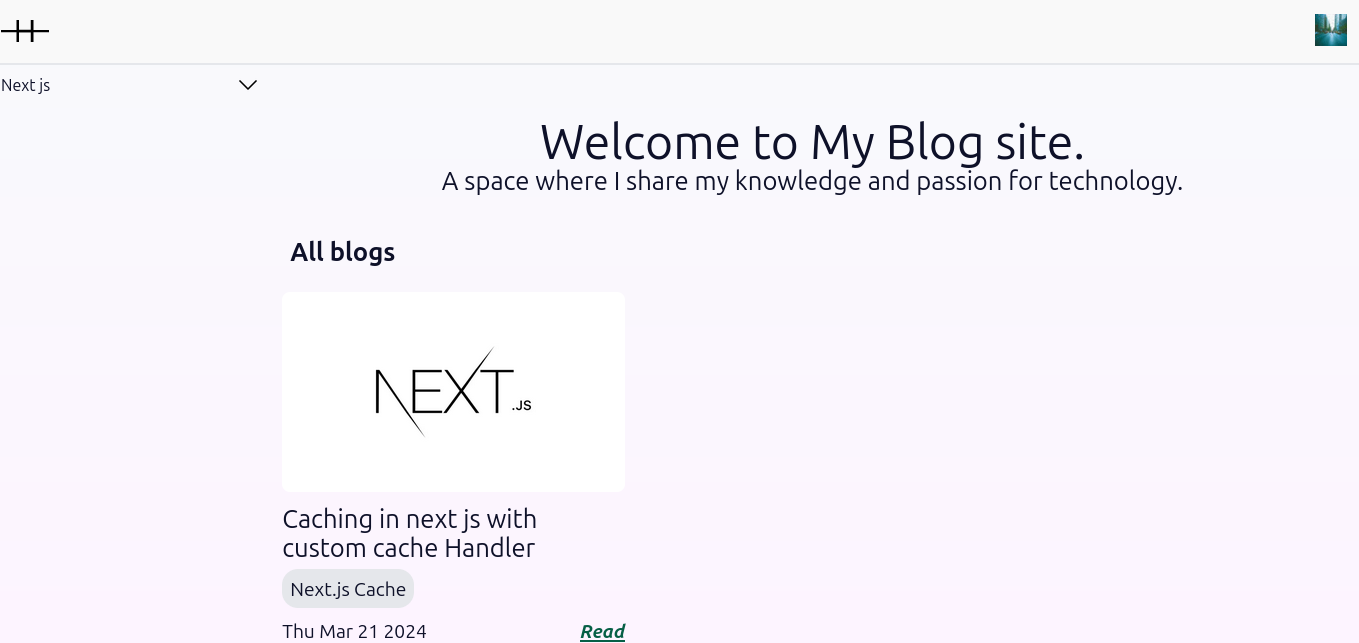 Next js
Welcome to My Blog site.
A space where I share my knowledge and passion for technology.
All blogs
NEXT.JS
Caching in next js with
custom cache Handler
Next.js Cache
Thu Mar 21 2024 Read